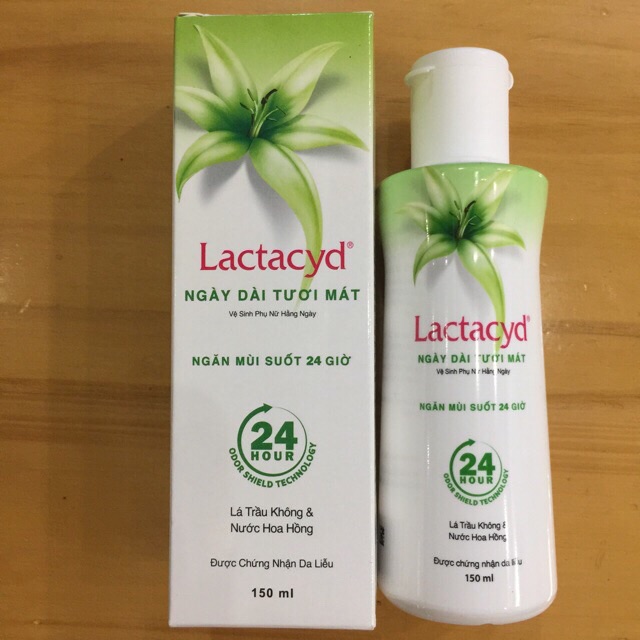 Lactacyd®
NGÀY DÀI TƯƠI MÁT
Vệ Sinh Phụ Nữ Hằng Ngày
NGĂN MÙI SUỐT 24 GIỜ
24
HOUR
ODOR SHIELD TECHNOLOGY
Lá Trầu Không &
Nước Hoa Hồng
Được Chứng Nhận Da Liễu
150 ml
Lactacyd®
NGÀY DÀI TƯƠI MÁT
Vệ Sinh Phụ Nữ Hằng Ngày
NGĂN MÙI SUỐT 24 GIỜ
24
HOUR
ODOR SHIELD TECHNOLOGY
Lá Trầu Không &
Nước Hoa Hồng
Được chứng nhận da liễu
150 ml